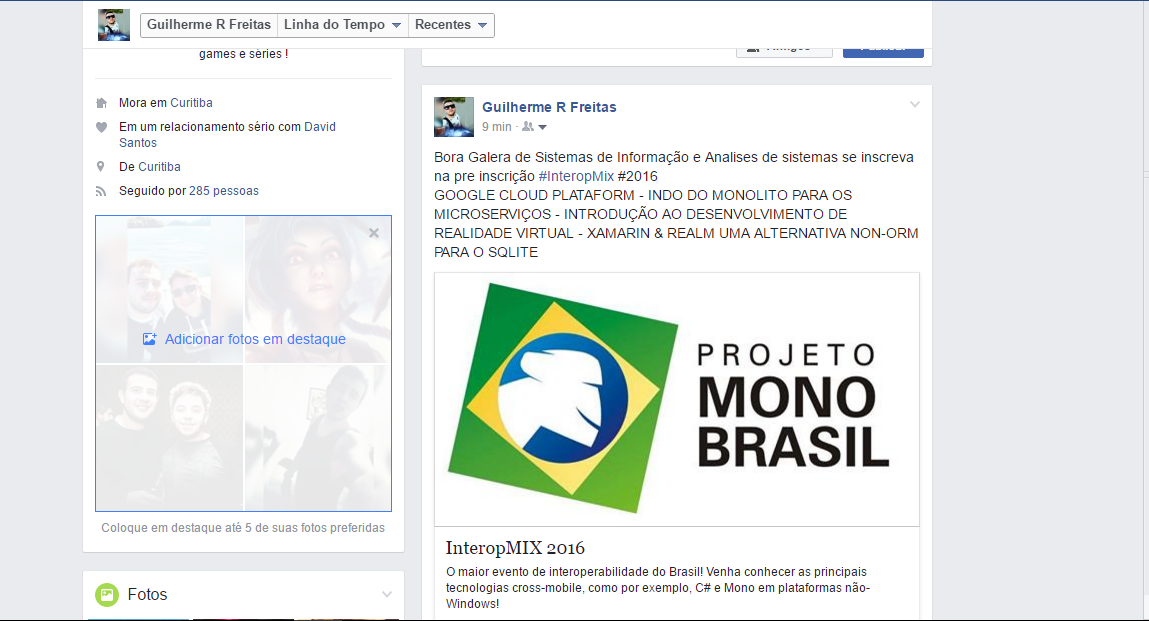 Guilherme R Freitas Linha do Tempo Recentes
games e séries !
Mora em Curitiba
Em um relacionamento sério com David
Santos
De Curitiba
Seguido por 285 pessoas
Adicionar fotos em destaque
Coloque em destaque até 5 de suas fotos preferidas
Fotos
Amigos Publicar
Guilherme R Freitas
9 min ·
Bora Galera de Sistemas de Informação e Analises de sistemas se inscreva
na pre inscrição #InteropMix #2016
GOOGLE CLOUD PLATAFORM - INDO DO MONOLITO PARA OS
MICROSERVIÇOS - INTRODUÇÃO AO DESENVOLVIMENTO DE
REALIDADE VIRTUAL - XAMARIN & REALM UMA ALTERNATIVA NON-ORM
PARA O SQLITE
PROJETO
MONO
BRASIL
InteropMIX 2016
O maior evento de interoperabilidade do Brasil! Venha conhecer as principais
tecnologias cross-mobile, como por exemplo, C# e Mono em plataformas não-
Windows!